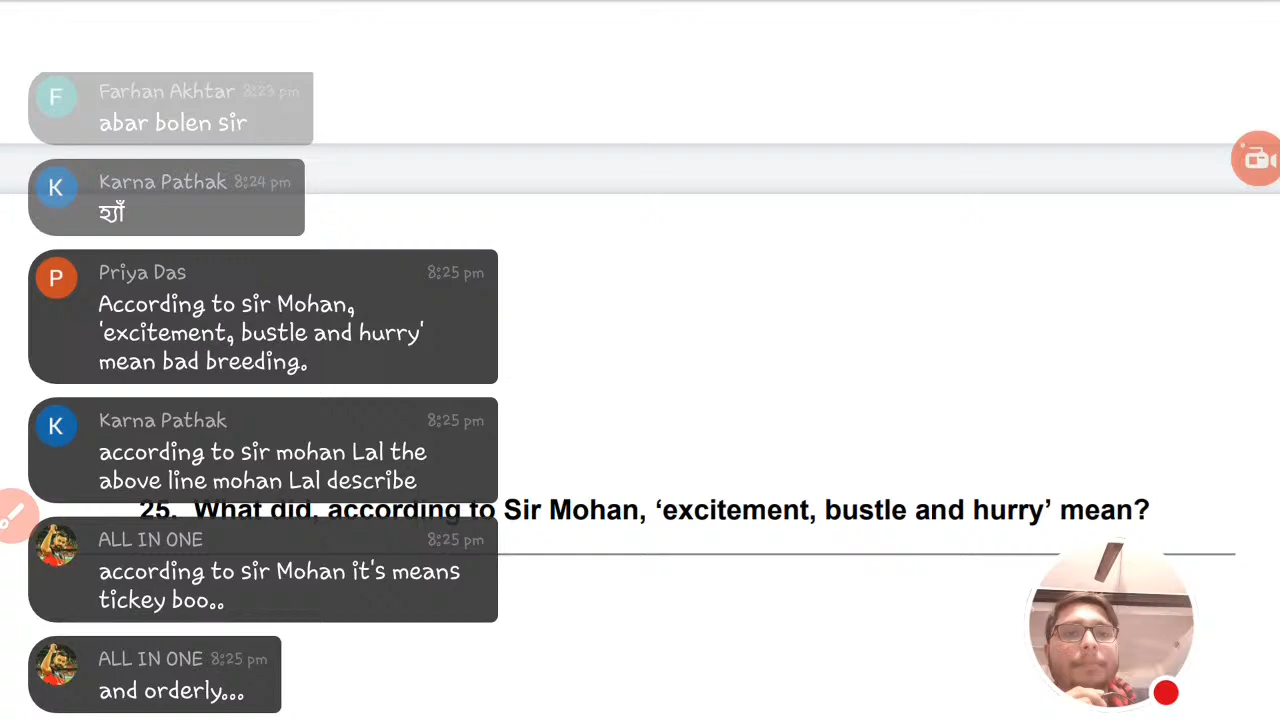 F
Farhan Akhtar 8:23 pm
abar bolen sir
K
Karna Pathak 8:24 pm
হ্যাঁ
P
Priya Das 8:25 pm
According to sir Mohan,
'excitement, bustle and hurry'
mean bad breeding.
K
Karna Pathak 8:25 pm
according to sir mohan Lal the
above line mohan Lal describe
25. What did, according to Sir Mohan, ‘excitement, bustle and hurry’ mean?
ALL IN ONE 8:25 pm
according to sir Mohan it's means
tickey boo..
ALL IN ONE 8:25 pm
and orderly...